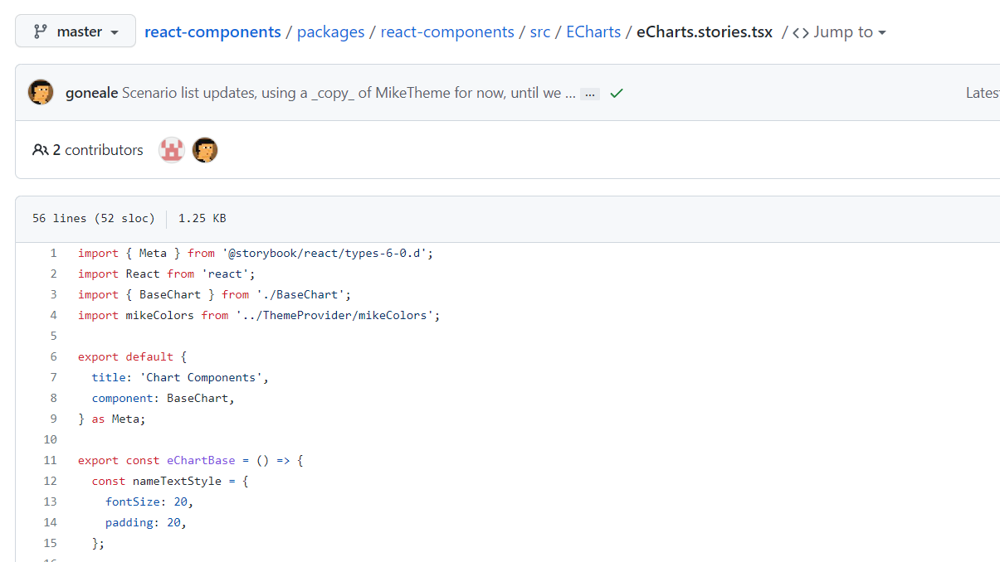 master react-components / packages / react-components / src / ECharts / eCharts.stories.tsx / <> Jump to
goneale Scenario list updates, using a _copy_ of MikeTheme for now, until we ... ... Lates
2 contributors
56 lines (52 sloc) 1.25 KB
1 import { Meta } from '@storybook/react/types-6-0.d';
2 import React from 'react';
3 import { BaseChart } from './BaseChart';
4 import mikeColors from '../ThemeProvider/mikeColors';
5
6 export default {
7 title: 'Chart Components',
8 component: BaseChart,
9 } as Meta;
10
11 export const eChartBase = () => {
12 const nameTextStyle = {
13 fontSize: 20,
14 padding: 20,
15 };